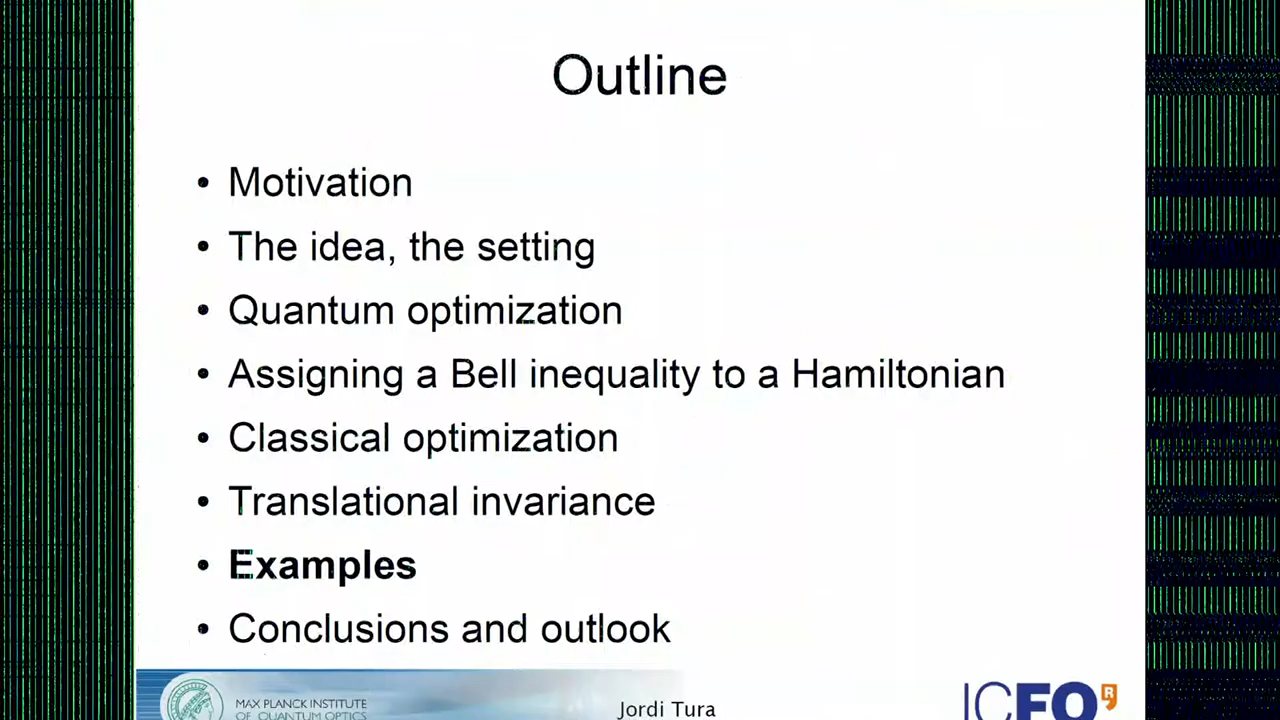 Outline
• Motivation
• The idea, the setting
• Quantum optimization
• Assigning a Bell inequality to a Hamiltonian
• Classical optimization
• Translational invariance
• Examples
• Conclusions and outlook
MAX PLANCK INSTITUTE
OF QUANTUM OPTICS
Jordi Tura
ICFO
R